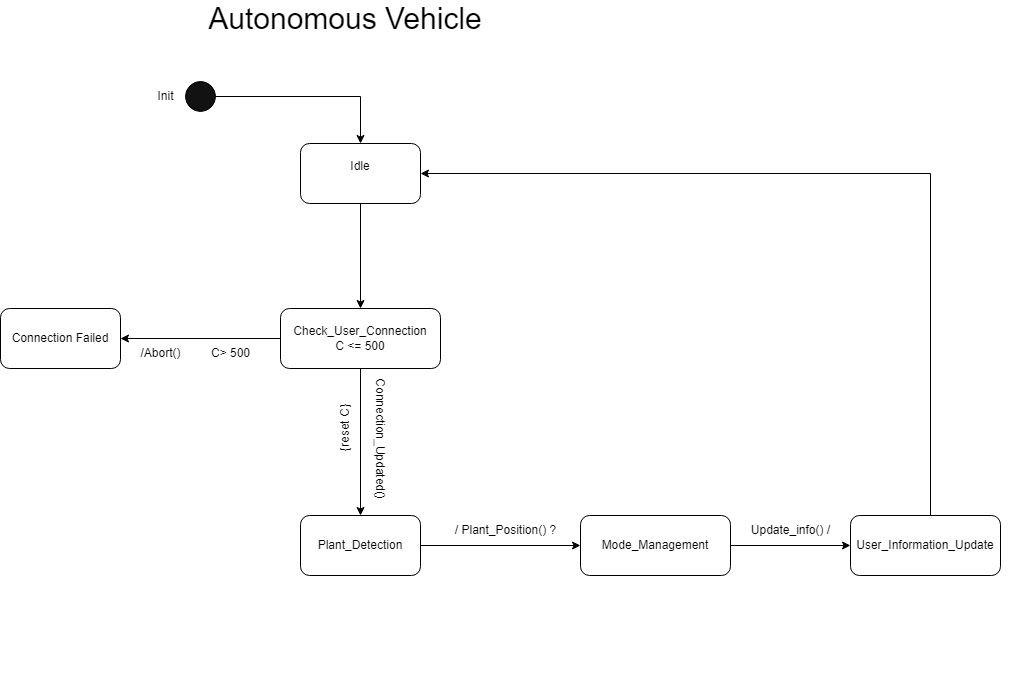 Autonomous Vehicle
Init
Idle
Check_User_Connection
C <= 500
Connection Failed
/Abort()
C> 500
{reset C}
Connection_Updated()
Plant_Detection
/ Plant_Position() ?
Mode_Management
Update_info() /
User_Information_Update